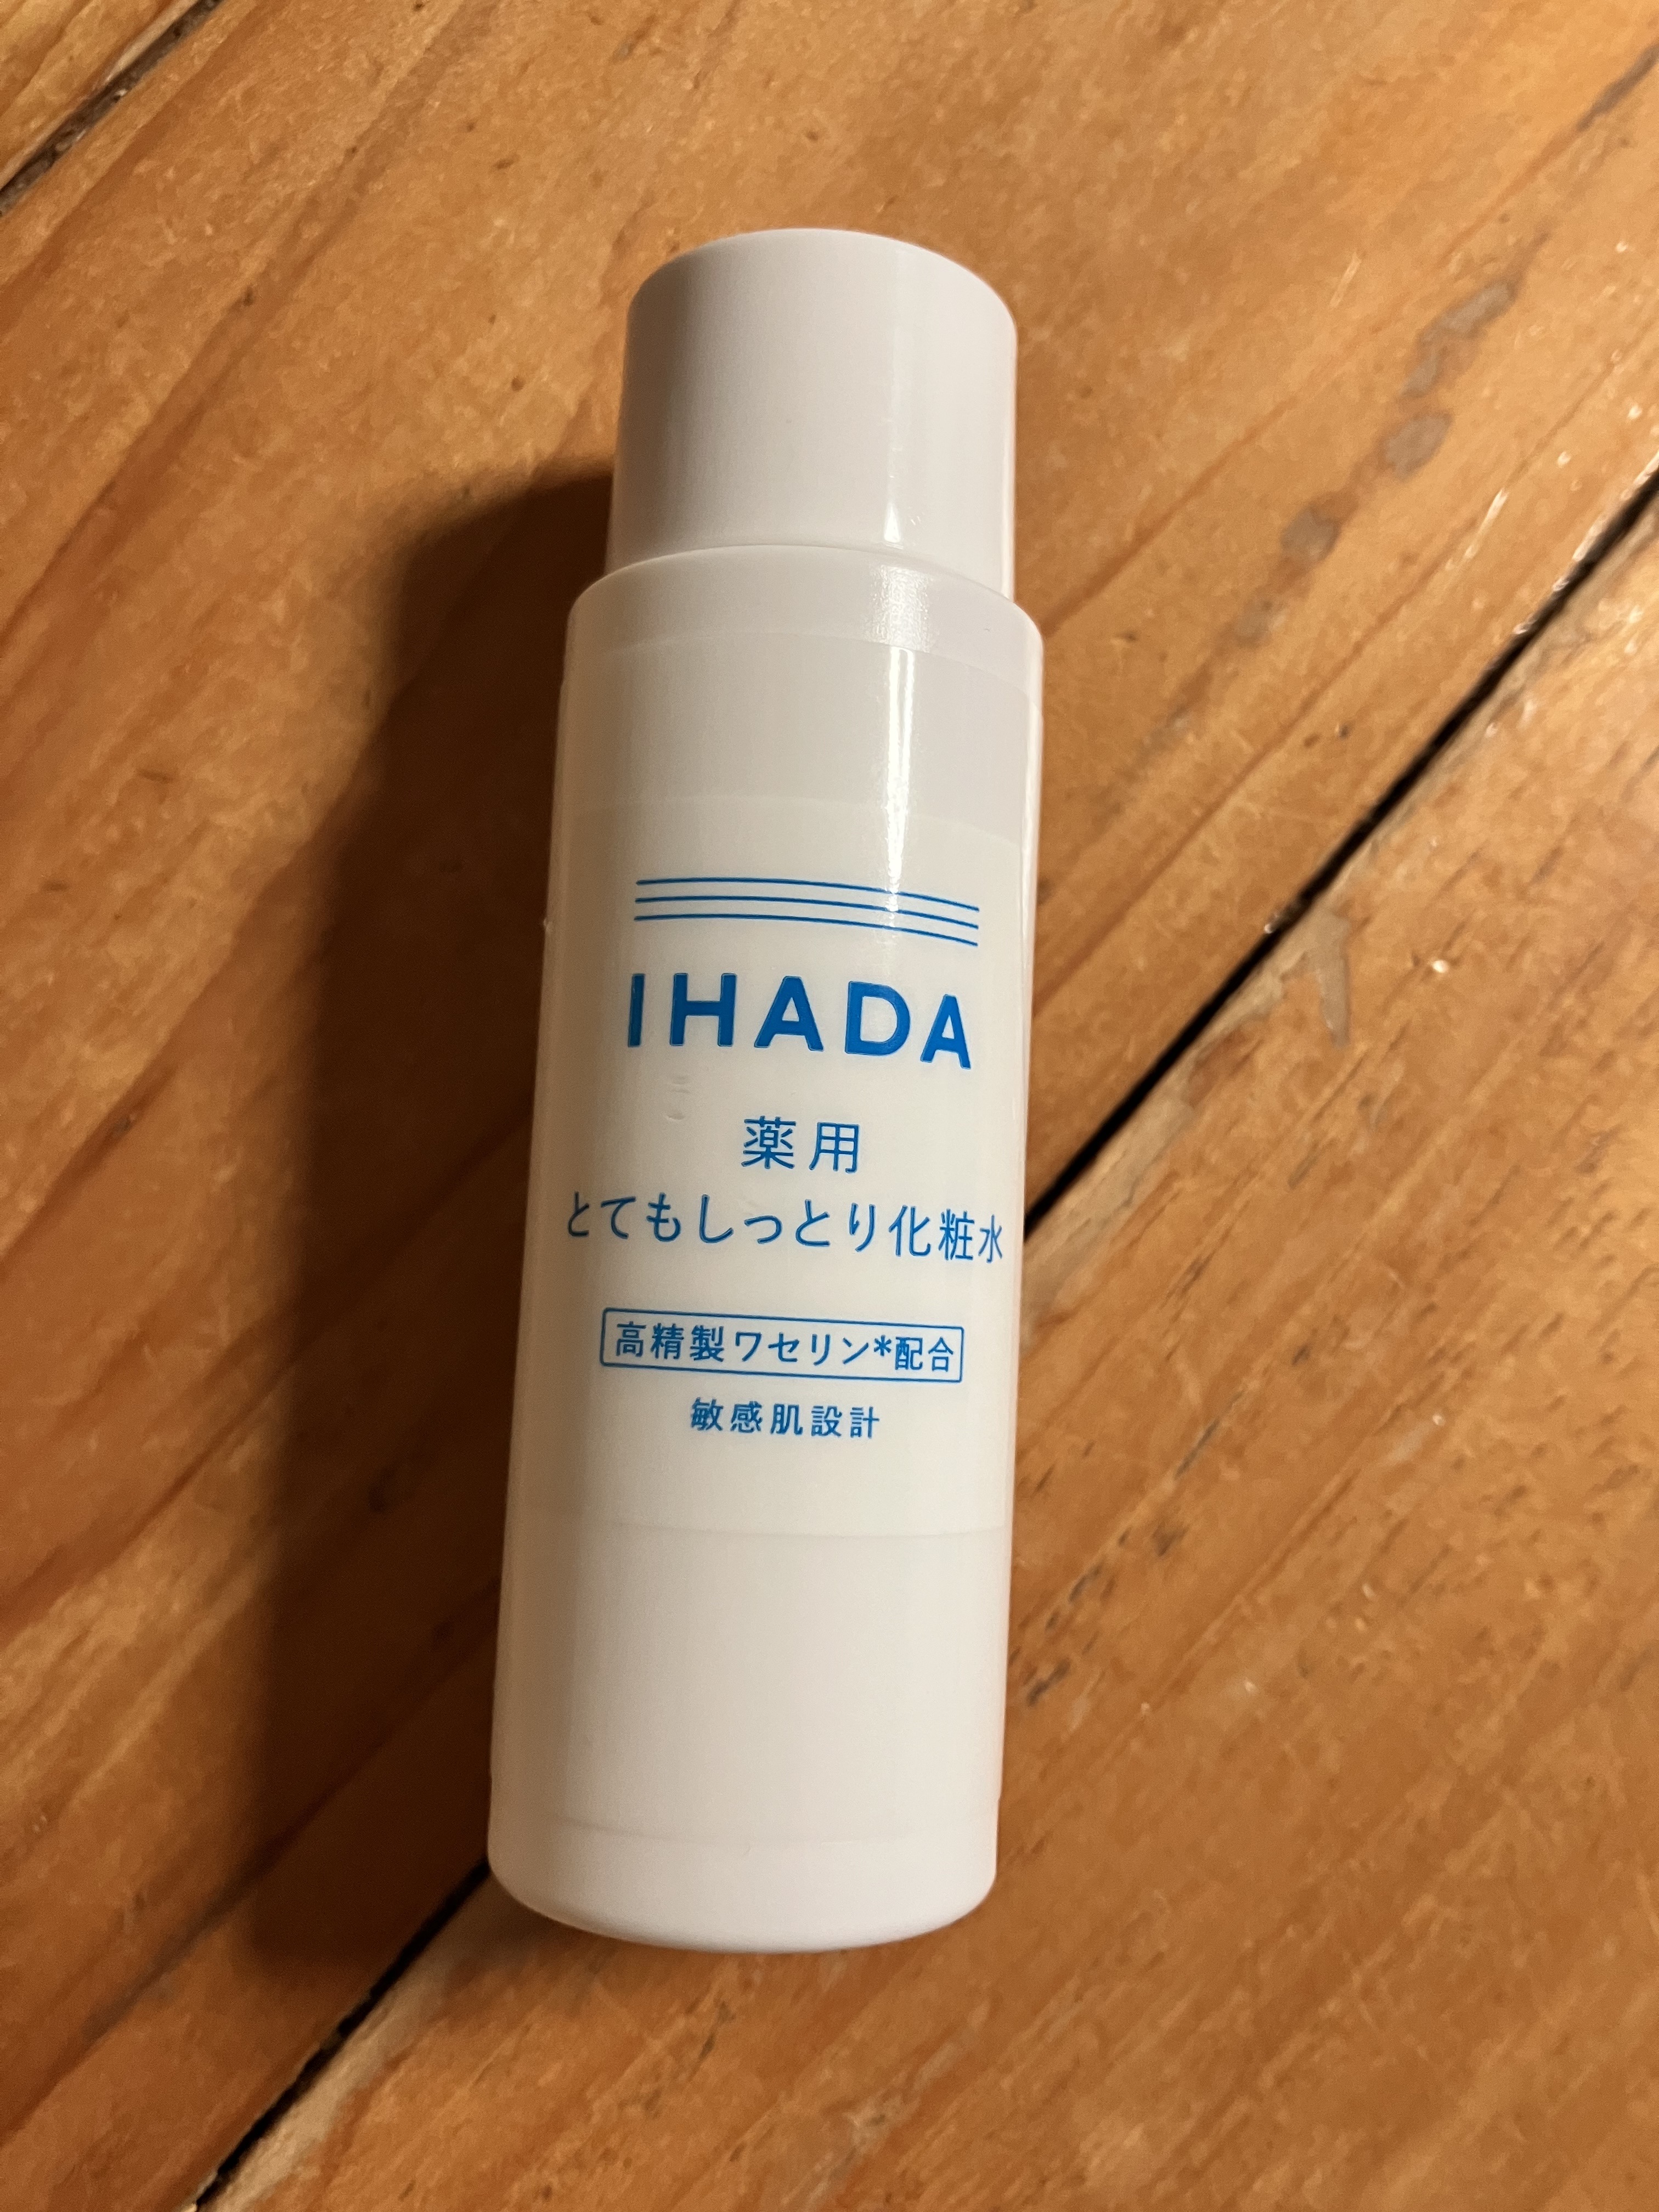 IHADA
薬用
とてもしっとり化粧水
高精製ワセリン*配合
敏感肌設計